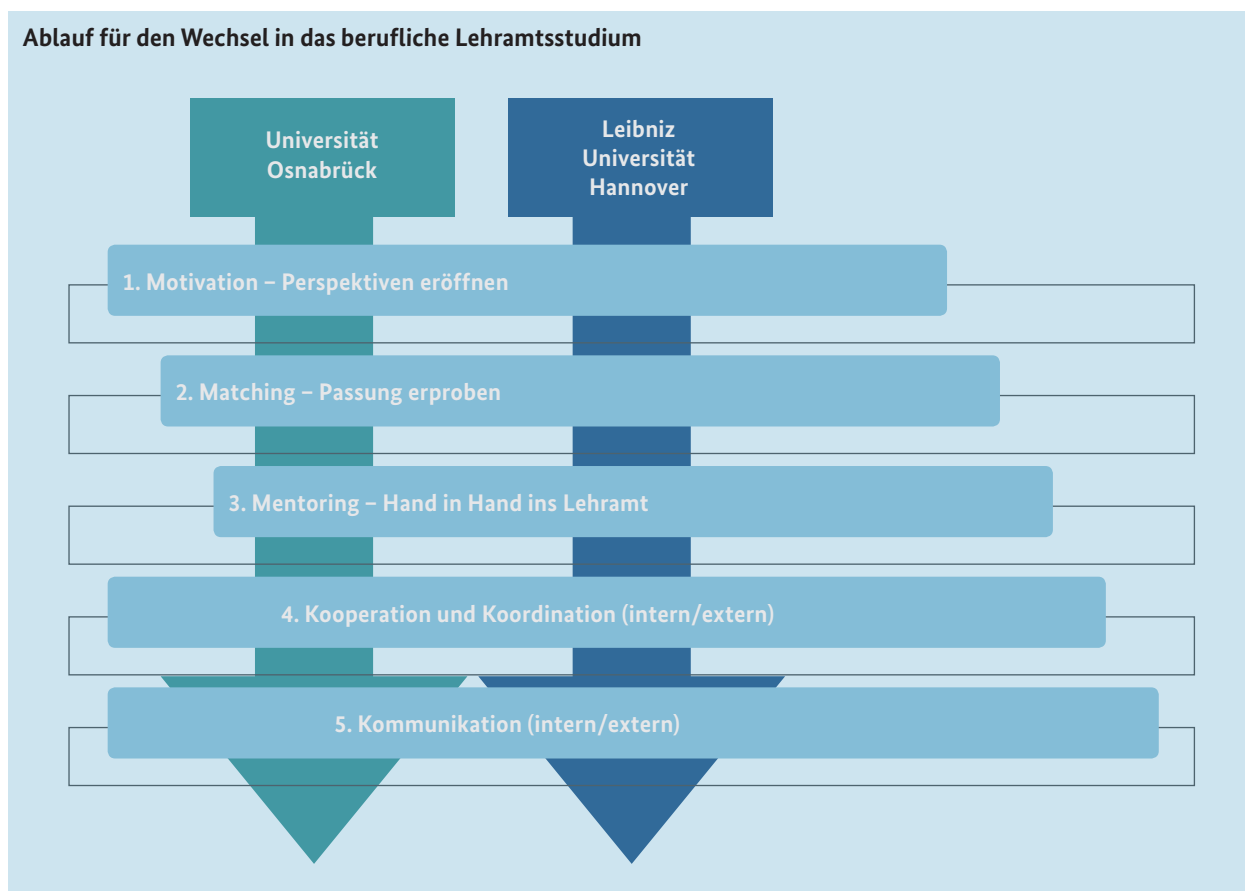 Ablauf für den Wechsel in das berufliche Lehramtsstudium
Universität
Osnabrück
Leibniz
Universität
Hannover
1. Motivation – Perspektiven eröffnen
2. Matching – Passung erproben
3. Mentoring – Hand in Hand ins Lehramt
4. Kooperation und Koordination (intern/extern)
5. Kommunikation (intern/extern)